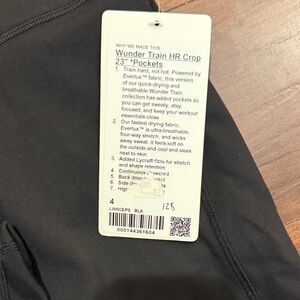 WHY WE MADE THIS
Wunder Train HR Crop
23" *Pockets
1. Train hard, not hot. Powered by
Everlux™ fabric, this version
of our quick-drying and
breathable Wunder Train
collection has added pockets so
you can get sweaty, stay
focused, and keep your workout
essentials close
2. Our fastest drying fabric,
Everlux™ is ultra-breathable,
four-way stretch, and wicks
away sweat. It feels soft on
the outside and cool and sleek
next to skin
3. Added Lycra® fibre for stretch
and shape retention
4 Continuous
5 Back drop
6 Side
7 High
4
BLK
128
000144361604